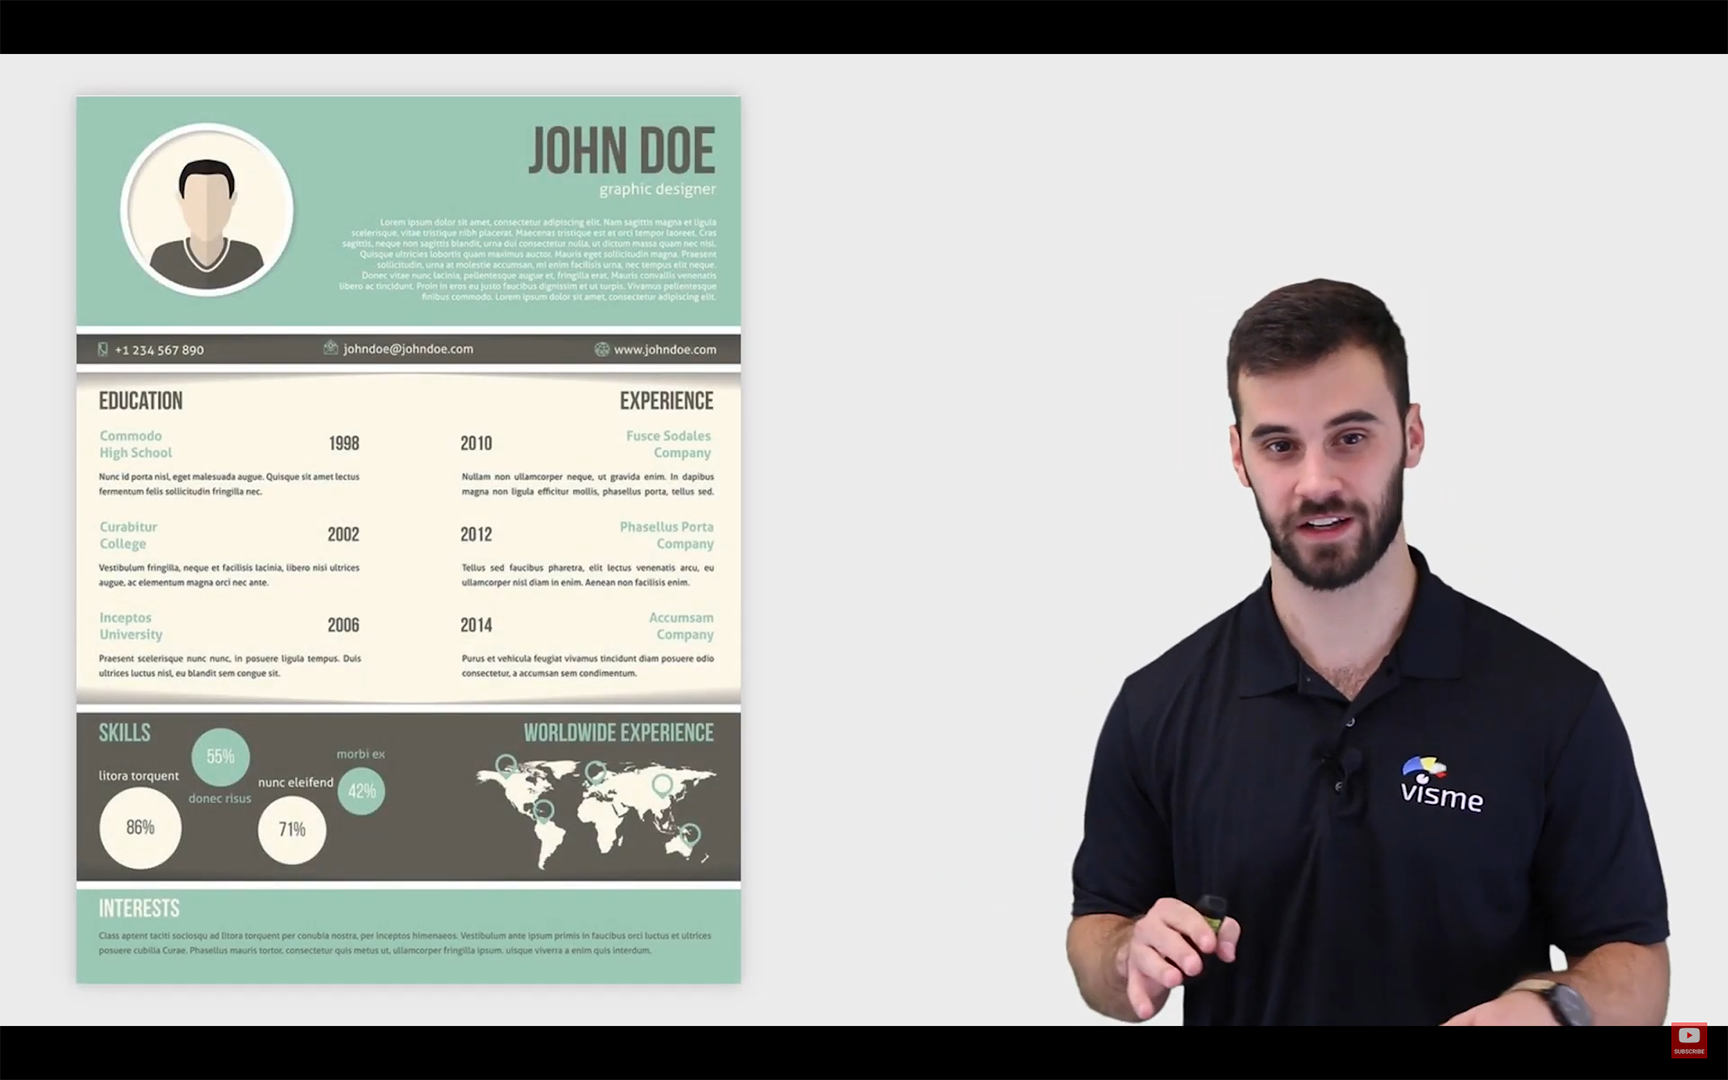 JOHN DOE
graphic designer
Lorem ipsum dolor sit amet, consectetur adipiscing elit. Nam sagittis magna et ligula
scelerisque, vitae tristique nibh placerat. Maecenas tristique est et orci tempor laoreet. Cras
sagittis, neque non sagittis blandit, urna dui consectetur nulla, ut dictum massa quam nec nisl.
Quisque ultricies lobortis quam maximus auctor. Mauris eget sollicitudin magna. Praesent
sollicitudin, urna at molestie accumsan, mi enim facilisis urna, nec tempus elit neque.
Donec vitae nunc lacinia, pellentesque augue et, fringilla erat. Mauris convallis venenatis
libero ac tincidunt. Proin in eros eu justo faucibus dignissim et ut turpis. Vivamus pellentesque
finibus commodo. Lorem ipsum dolor sit amet, consectetur adipiscing elit.
+1 234 567 890
johndoe@johndoe.com
www.johndoe.com
EDUCATION
Commodo
High School
1998
Nunc id porta nisl, eget malesuada augue. Quisque sit amet lectus
fermentum felis sollicitudin fringilla nec.
Curabitur
College
2002
Vestibulum fringilla, neque et facilisis lacinia, libero nisi ultrices
augue, ac elementum magna orci nec ante.
Inceptos
University
2006
Praesent scelerisque nunc nunc, in posuere ligula tempus. Duis
ultrices luctus nisl, eu blandit sem congue sit.
EXPERIENCE
2010
Fusce Sodales
Company
Nullam non ullamcorper neque, ut gravida enim. In dapibus
magna non ligula efficitur mollis, phasellus porta, tellus sed.
2012
Phasellus Porta
Company
Tellus sed faucibus pharetra, elit lectus venenatis arcu, eu
ullamcorper nisl diam in enim. Aenean non facilisis enim.
2014
Accumsam
Company
Purus et vehicula feugiat vivamus tincidunt diam posuere odio
consectetur, a accumsan sem condimentum.
SKILLS
litora torquent
86%
55%
donec risus
nunc eleifend
71%
morbi ex
42%
WORLDWIDE EXPERIENCE
INTERESTS
Class aptent taciti sociosqu ad litora torquent per conubia nostra, per inceptos himenaeos. Vestibulum ante ipsum primis in faucibus orci luctus et ultrices
posuere cubilia Curae. Phasellus mauris tortor, consectetur quis metus ut, ullamcorper fringilla ipsum. uisque viverra a enim quis interdum.
visme
SUBSCRIBE